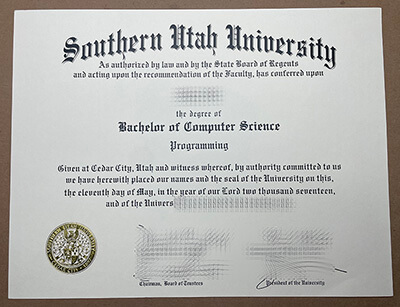 Southern Utah University
As authorized by law and by the State Board of Regents
and acting upon the recommendation of the Faculty, has conferred upon
the degree of
Bachelor of Computer Science
Programming
Given at Cedar City, Utah and witness whereof, by authority committed to us
we have herewith placed our names and the seal of the University on this,
the eleventh day of May, in the year of our Lord two thousand seventeen,
and of the Univers
Chairman, Board of Trustees
President of the University